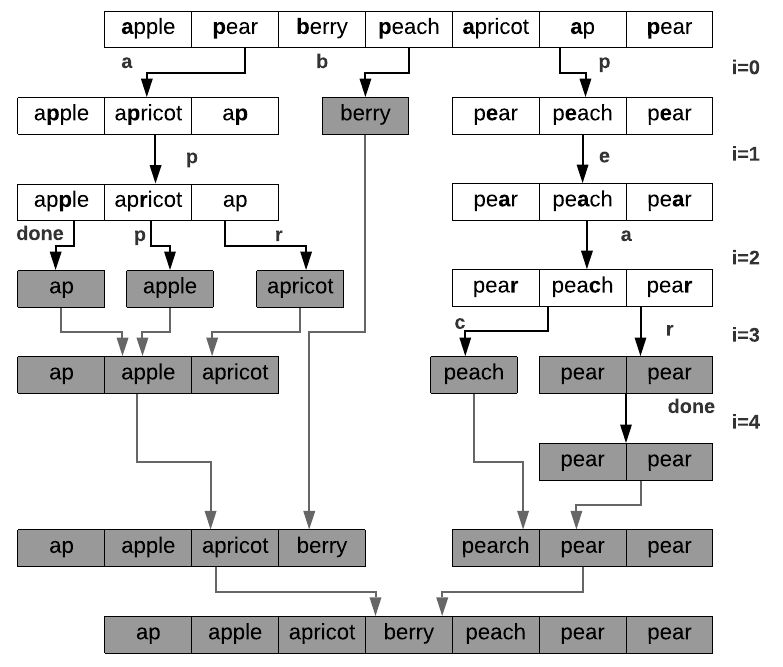 apple pear berry peach apricot ap pear
a b p i=0
apple apricot ap berry pear peach pear
p e i=1
apple apricot ap pear peach pear
done p r a i=2
ap apple apricot pear peach pear
c r i=3
ap apple apricot peach pear pear
done i=4
pear pear
ap apple apricot berry pearch pear pear
ap apple apricot berry peach pear pear